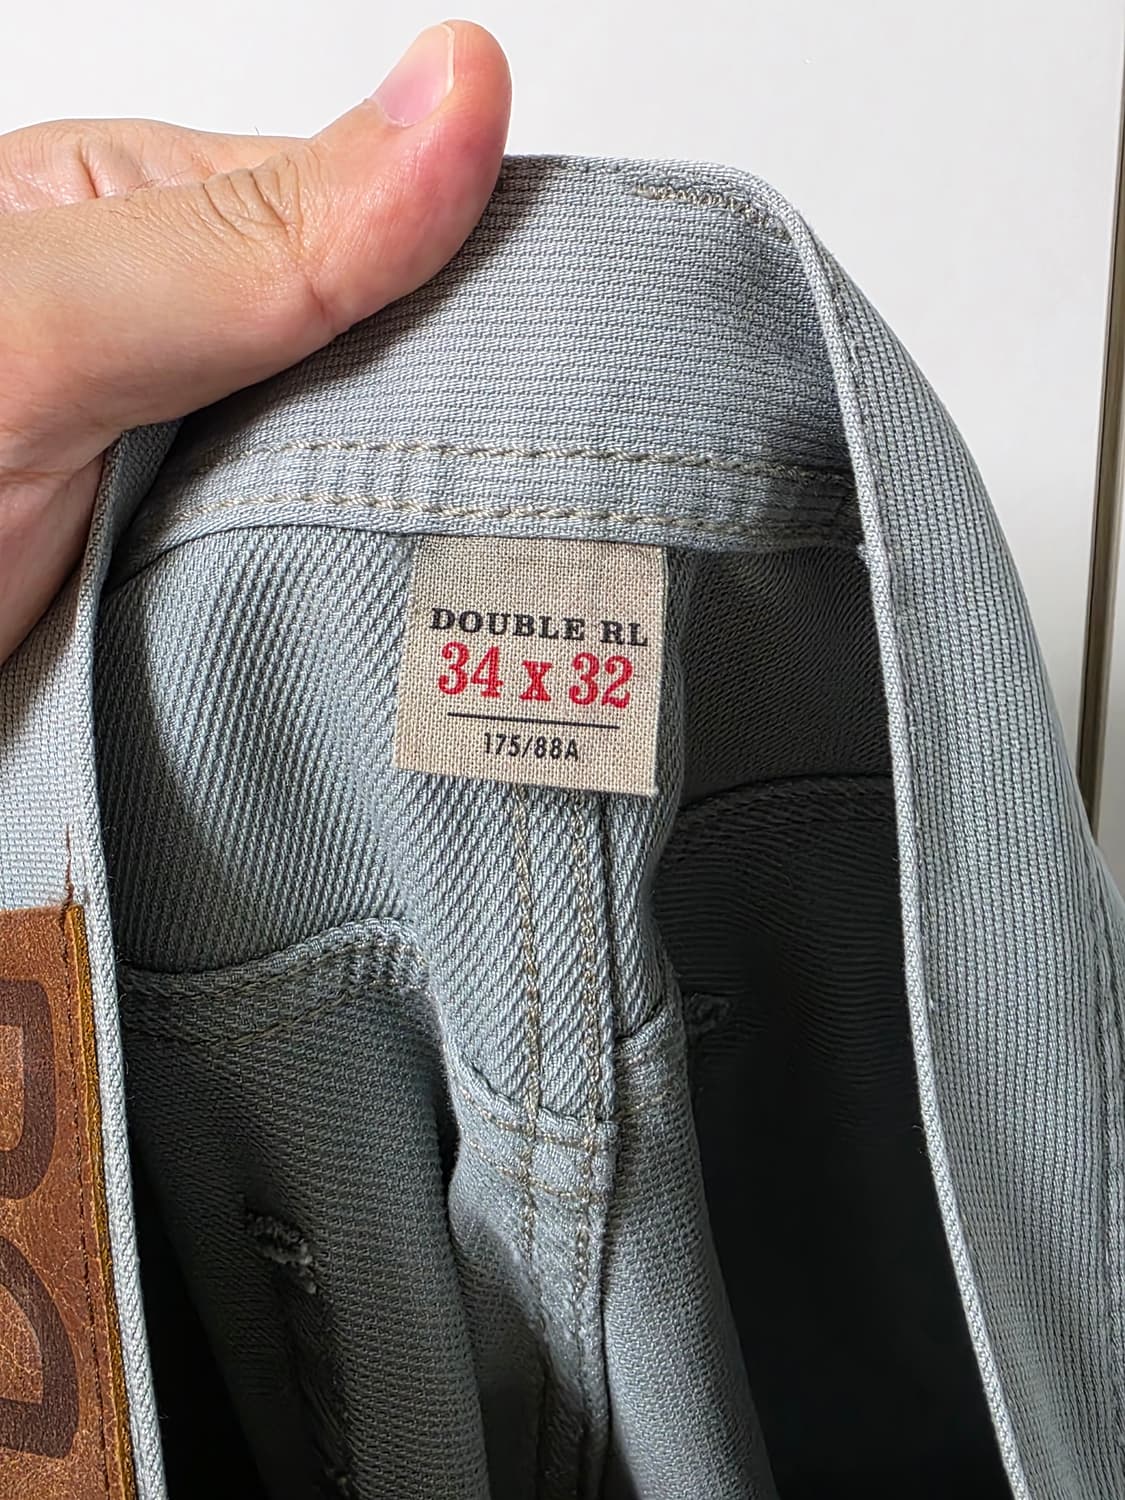 DOUBLE RL
34 x 32
175/88A